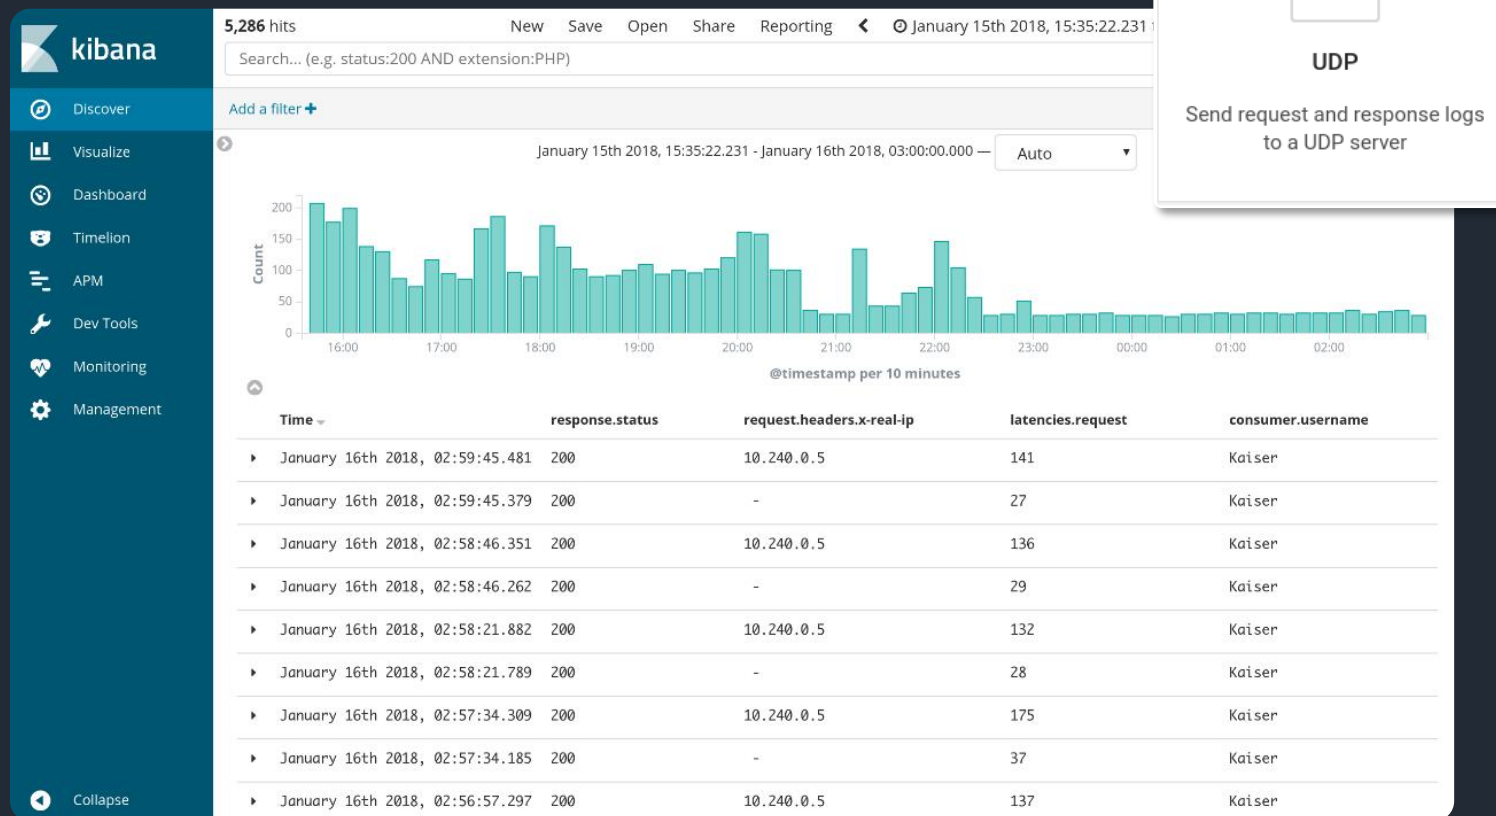 kibana
Discover
Visualize
Dashboard
Timelion
APM
Dev Tools
Monitoring
Management
Collapse
5,286 hits
New Save Open Share Reporting January 15th 2018, 15:35:22.231
Search... (e.g. status:200 AND extension:PHP)
Add a filter +
January 15th 2018, 15:35:22.231 - January 16th 2018, 03:00:00.000 — Auto
Count
200
150
100
50
0
16:00 17:00 18:00 19:00 20:00 21:00 22:00 23:00 00:00 01:00 02:00
@timestamp per 10 minutes
Time response.status request.headers.x-real-ip latencies.request consumer.username
January 16th 2018, 02:59:45.481 200 10.240.0.5 141 Kaiser
January 16th 2018, 02:59:45.379 200 - 27 Kaiser
January 16th 2018, 02:58:46.351 200 10.240.0.5 136 Kaiser
January 16th 2018, 02:58:46.262 200 - 29 Kaiser
January 16th 2018, 02:58:21.882 200 10.240.0.5 132 Kaiser
January 16th 2018, 02:58:21.789 200 - 28 Kaiser
January 16th 2018, 02:57:34.309 200 10.240.0.5 175 Kaiser
January 16th 2018, 02:57:34.185 200 - 37 Kaiser
January 16th 2018, 02:56:57.297 200 10.240.0.5 137 Kaiser
UDP
Send request and response logs
to a UDP server